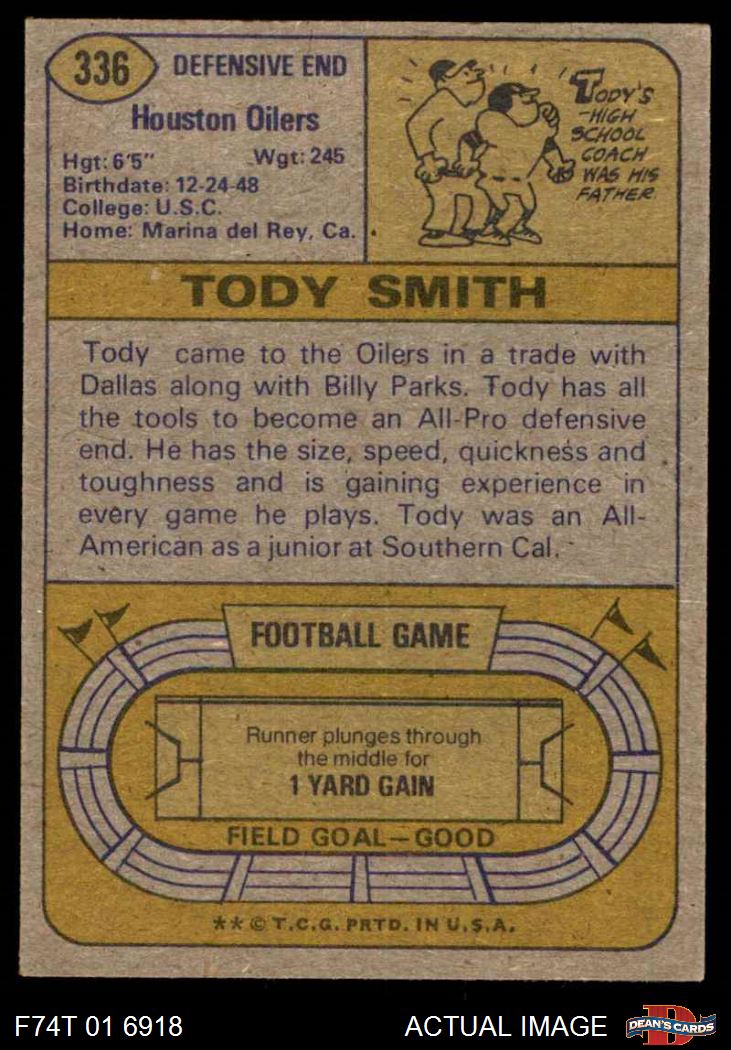 336
DEFENSIVE END
Houston Oilers
Hgt: 6'5" Wgt: 245
Birthdate: 12-24-48
College: U.S.C.
Home: Marina del Rey, Ca.
TODY'S
HIGH
SCHOOL
COACH
WAS HIS
FATHER.
TODY SMITH
Tody came to the Oilers in a trade with
Dallas along with Billy Parks. Tody has all
the tools to become an All-Pro defensive
end. He has the size, speed, quickness and
toughness and is gaining experience in
every game he plays. Tody was an All-
American as a junior at Southern Cal.
FOOTBALL GAME
Runner plunges through
the middle for
1 YARD GAIN
FIELD GOAL—GOOD
** © T.C.G. PRTD. IN U.S.A.
F74T 01 6918 ACTUAL IMAGE
D
DEAN'S CARDS